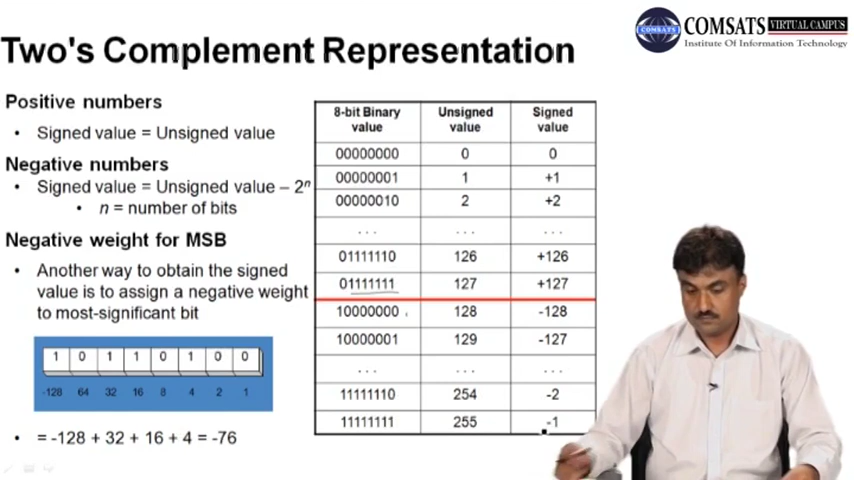 COMSATS VIRTUAL CAMPUS
Institute Of Information Technology
COMSATS
Two's Complement Representation
Positive numbers
• Signed value = Unsigned value
Negative numbers
• Signed value = Unsigned value – 2ⁿ
• n = number of bits
Negative weight for MSB
• Another way to obtain the signed
value is to assign a negative weight
to most-significant bit
1 0 1 1 0 1 0 0
-128 64 32 16 8 4 2 1
• = -128 + 32 + 16 + 4 = -76
8-bit Binary value Unsigned value Signed value
00000000 0 0
00000001 1 +1
00000010 2 +2
... ... ...
01111110 126 +126
01111111 127 +127
10000000 128 -128
10000001 129 -127
... ... ...
11111110 254 -2
11111111 255 -1